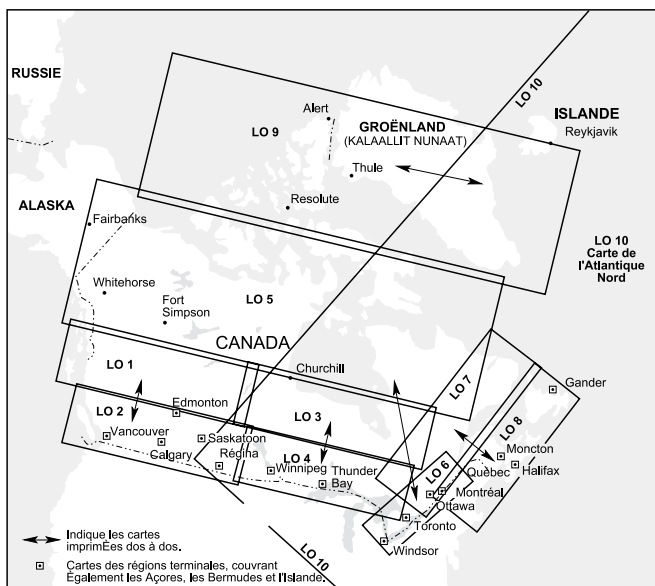 RUSSIE
LO 10
ISLANDE
Reykjavik
Alert
LO 9
GROËNLAND
(KALAALLIT NUNAAT)
Thule
Resolute
ALASKA
Fairbanks
LO 10
Carte de
l'Atlantique
Nord
Whitehorse
LO 5
Fort
Simpson
CANADA
LO 1
Churchill
LO 7
Gander
LO 2
Edmonton
LO 3
LO 8
Vancouver
Saskatoon
Calgary
Régina
LO 4
Winnipeg
Thunder
Bay
LO 6
Québec
Moncton
Halifax
Montréal
Ottawa
Toronto
Windsor
LO 10
Indique les cartes
imprimÉes dos à dos.
Cartes des régions terminales, couvrant
Également les Açores, les Bermudes et l'Islande.